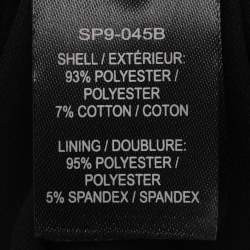 SP9-045B
SHELL / EXTÉRIEUR:
93% POLYESTER /
POLYESTER
7% COTTON / COTON
LINING / DOUBLURE:
95% POLYESTER /
POLYESTER
5% SPANDEX / SPANDEX